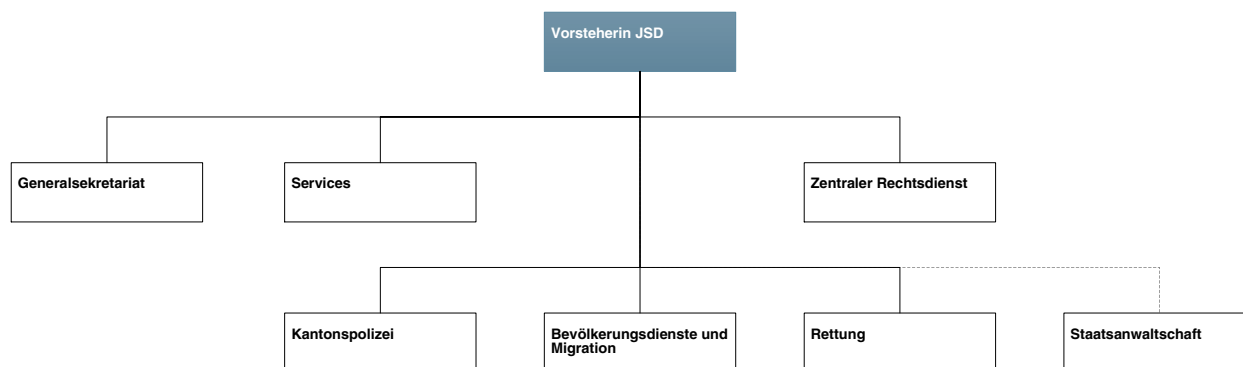 Vorsteherin JSD
Generalsekretariat
Services
Zentraler Rechtsdienst
Kantonspolizei
Bevölkerungsdienste und
Migration
Rettung
Staatsanwaltschaft